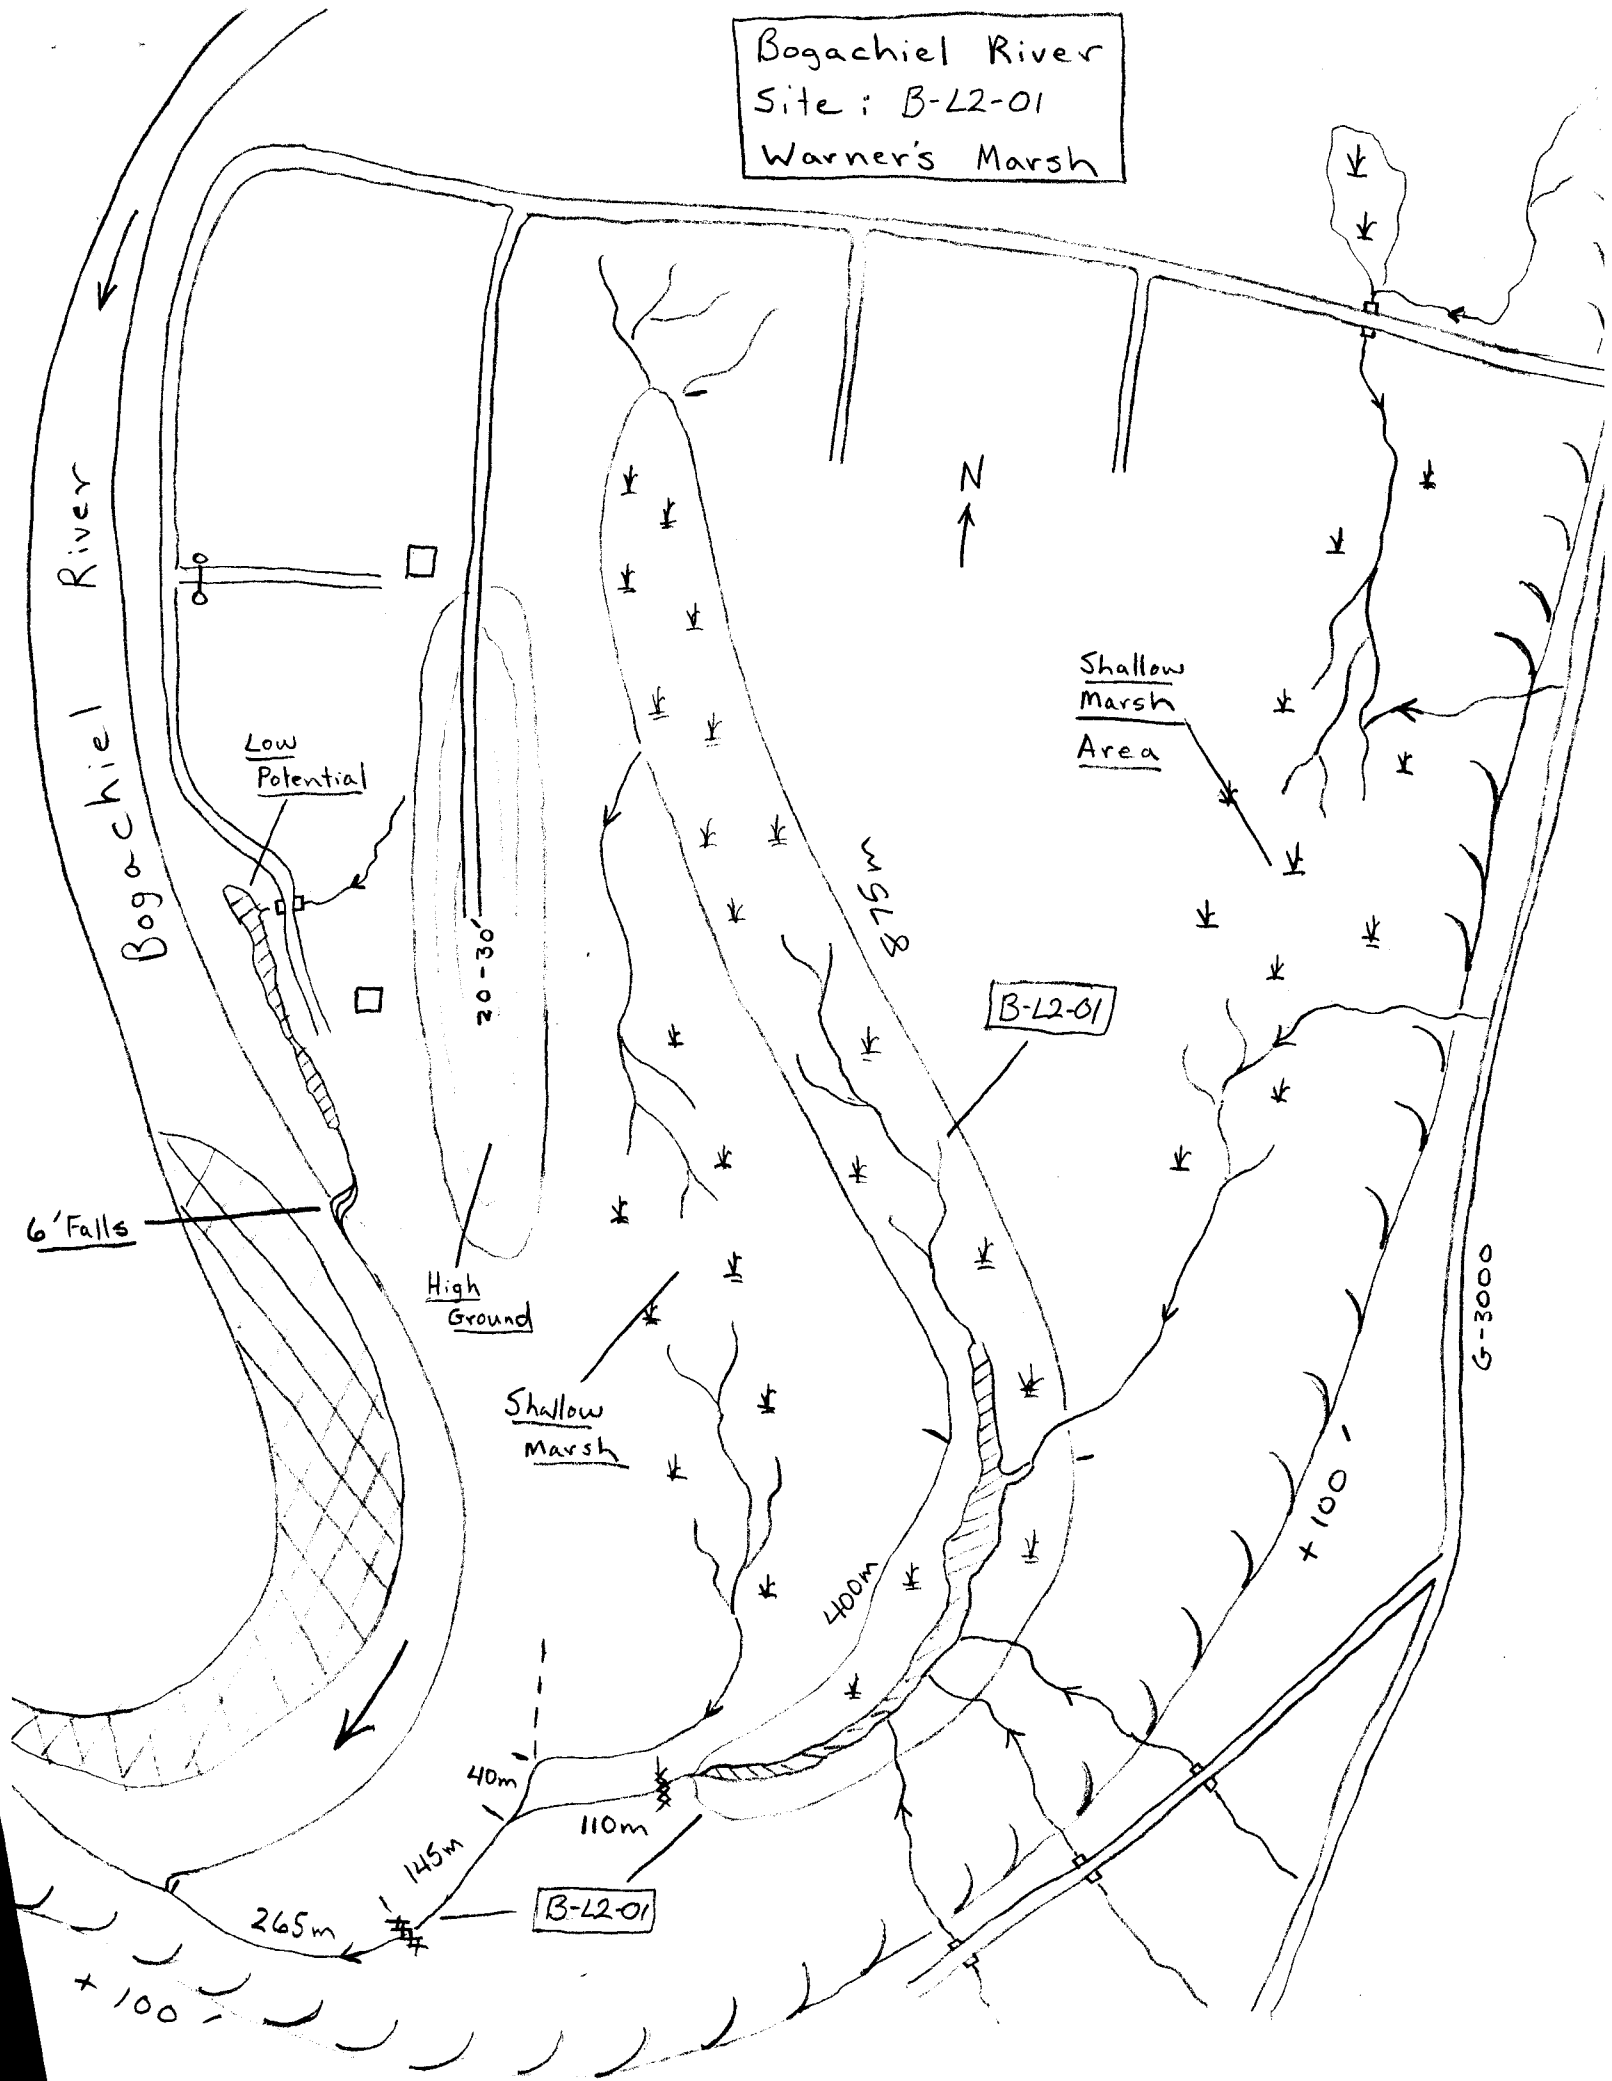 Bogachiel River
Site: B-L2-01
Warner's Marsh
Bogachiel River
N
Shallow
Marsh
Area
Low
Potential
875m
20-30'
B-L2-01
6' Falls
High
Ground
G-3000
Shallow
Marsh
+100-
400m
40m
110m
145m
B-L2-01
265m
+100-